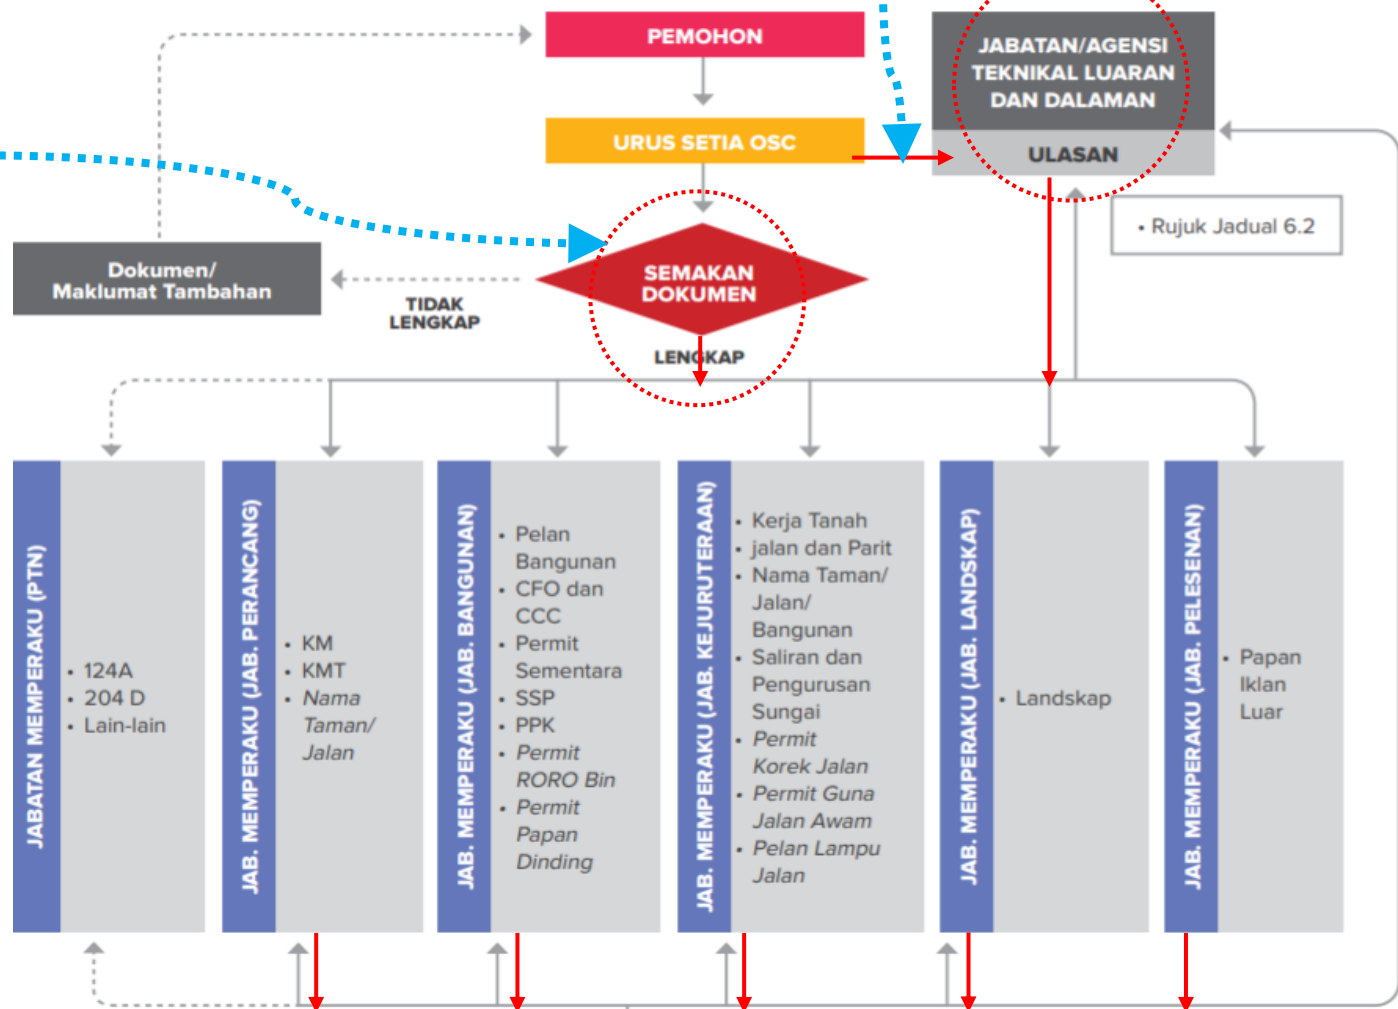 PEMOHON
JABATAN/AGENSI
TEKNIKAL LUARAN
DAN DALAMAN
URUS SETIA OSC
ULASAN
• Rujuk Jadual 6.2
Dokumen/
Maklumat Tambahan
SEMAKAN
DOKUMEN
TIDAK
LENGKAP
LENGKAP
JABATAN MEMPERAKU (PTN)
• 124A
• 204 D
• Lain-lain
JAB. MEMPERAKU (JAB. PERANCANG)
• KM
• KMT
• Nama
Taman/
Jalan
JAB. MEMPERAKU (JAB. BANGUNAN)
• Pelan
Bangunan
• CFO dan
CCC
• Permit
Sementara
• SSP
• PPK
• Permit
RORO Bin
• Permit
Papan
Dinding
JAB. MEMPERAKU (JAB. KEJURUTERAAN)
• Kerja Tanah
• jalan dan Parit
• Nama Taman/
Jalan/
Bangunan
• Saliran dan
Pengurusan
Sungai
• Permit
Korek Jalan
• Permit Guna
Jalan Awam
• Pelan Lampu
Jalan
JAB. MEMPERAKU (JAB. LANDSKAP)
• Landskap
JAB. MEMPERAKU (JAB. PELESENAN)
• Papan
Iklan
Luar